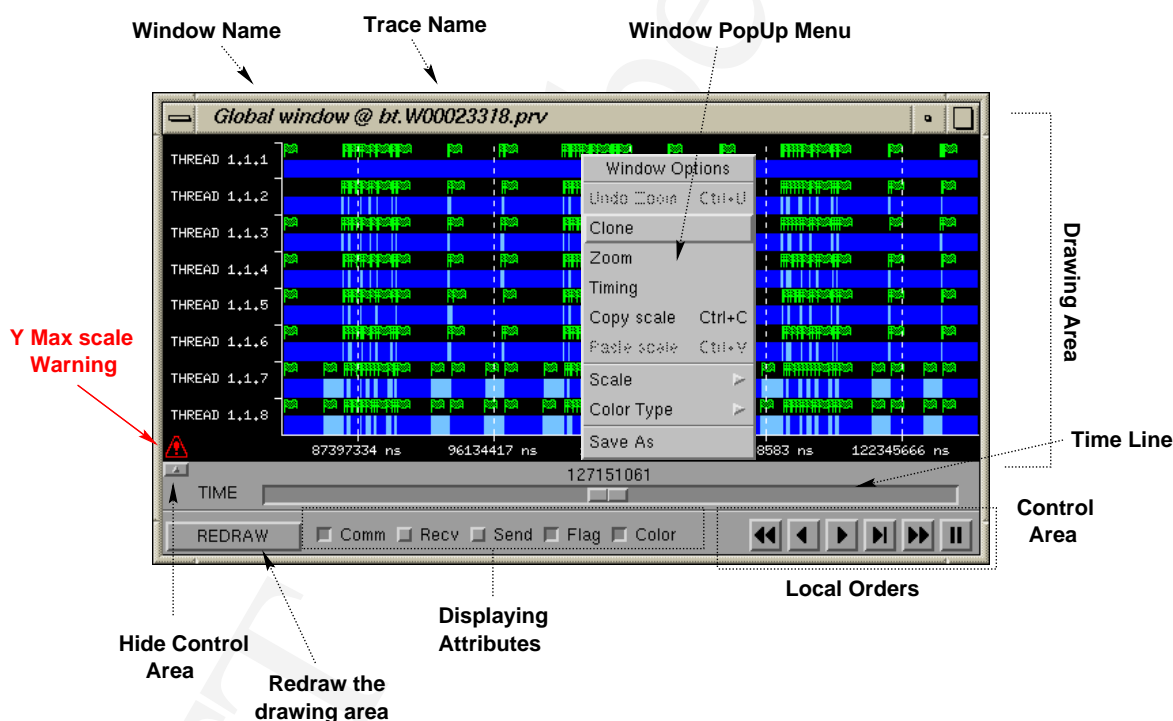 Window Name
Trace Name
Window PopUp Menu
Global window @ bt.W00023318.prv
THREAD 1.1.1
THREAD 1.1.2
THREAD 1.1.3
THREAD 1.1.4
THREAD 1.1.5
THREAD 1.1.6
THREAD 1.1.7
THREAD 1.1.8
Window Options
Undo Zoom Ctrl+U
Clone
Zoom
Timing
Copy scale Ctrl+C
Paste scale Ctrl+V
Scale
Color Type
Save As
Drawing Area
Y Max scale
Warning
87397334 ns
96134417 ns
8583 ns
122345666 ns
Time Line
127151061
TIME
REDRAW
Comm
Recv
Send
Flag
Color
Control
Area
Local Orders
Displaying
Attributes
Hide Control
Area
Redraw the
drawing area